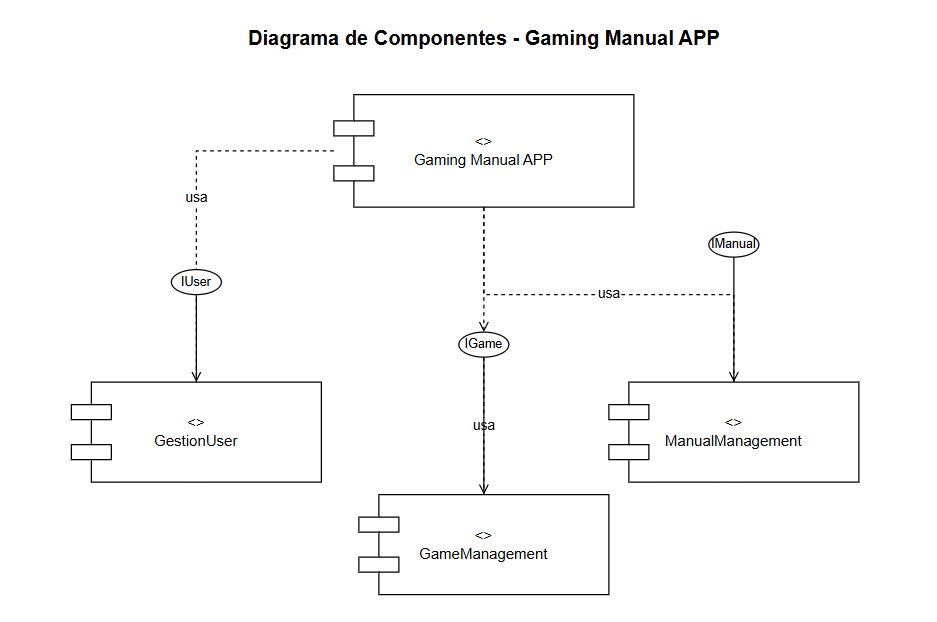 Diagrama de Componentes - Gaming Manual APP
<>
Gaming Manual APP
usa
IManual
IUser
usa
IGame
<>
GestionUser
usa
<>
ManualManagement
<>
GameManagement